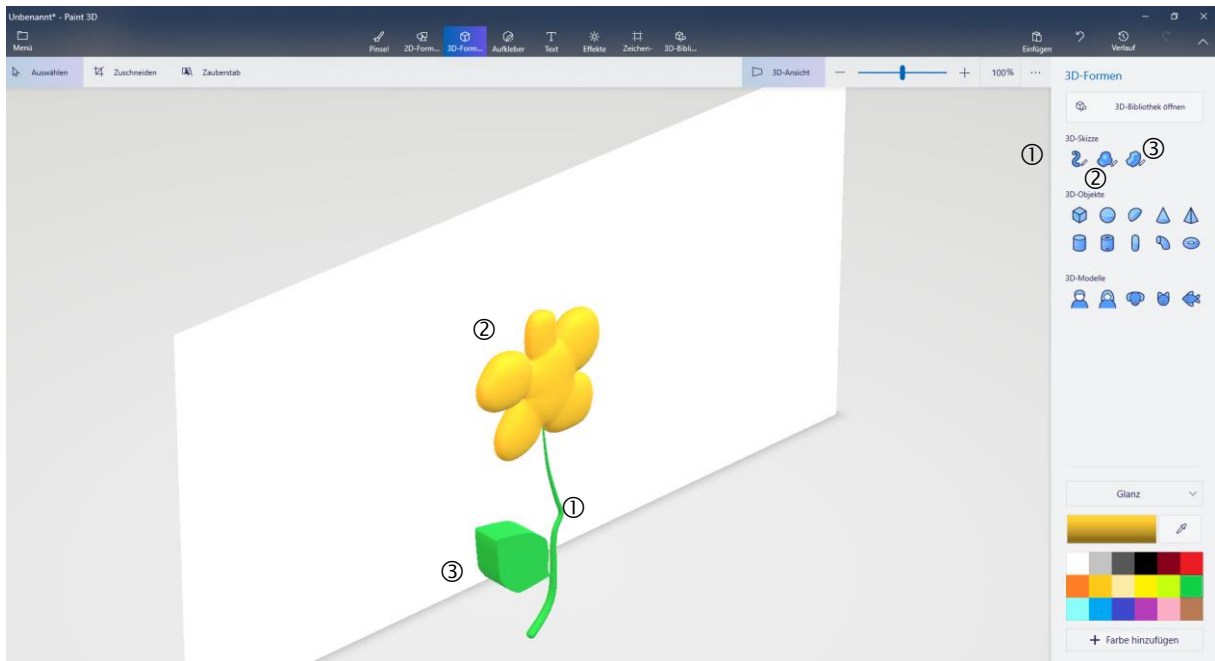 Unbenannt* - Paint 3D
Menü
Pinsel 2D-Form... 3D-Form... Aufkleber Text Effekte Zeichen- 3D-Bibli... Einfügen Verlauf
Auswählen Zuschneiden Zauberstab 3D-Ansicht 100% ...
3D-Formen
3D-Bibliothek öffnen
3D-Skizze
①
③
②
3D-Objekte
3D-Modelle
②
①
③
Glanz
Farbe hinzufügen